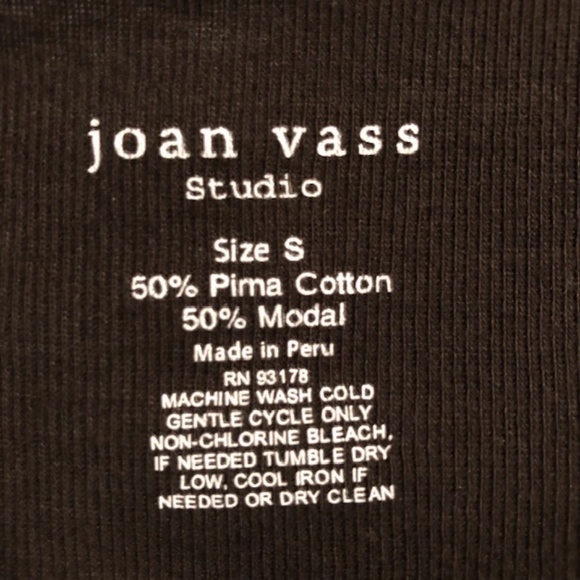 joan vass
Studio
Size S
50% Pima Cotton
50% Modal
Made in Peru
RN 93178
MACHINE WASH COLD
GENTLE CYCLE ONLY
NON-CHLORINE BLEACH,
IF NEEDED TUMBLE DRY
LOW, COOL IRON IF
NEEDED OR DRY CLEAN